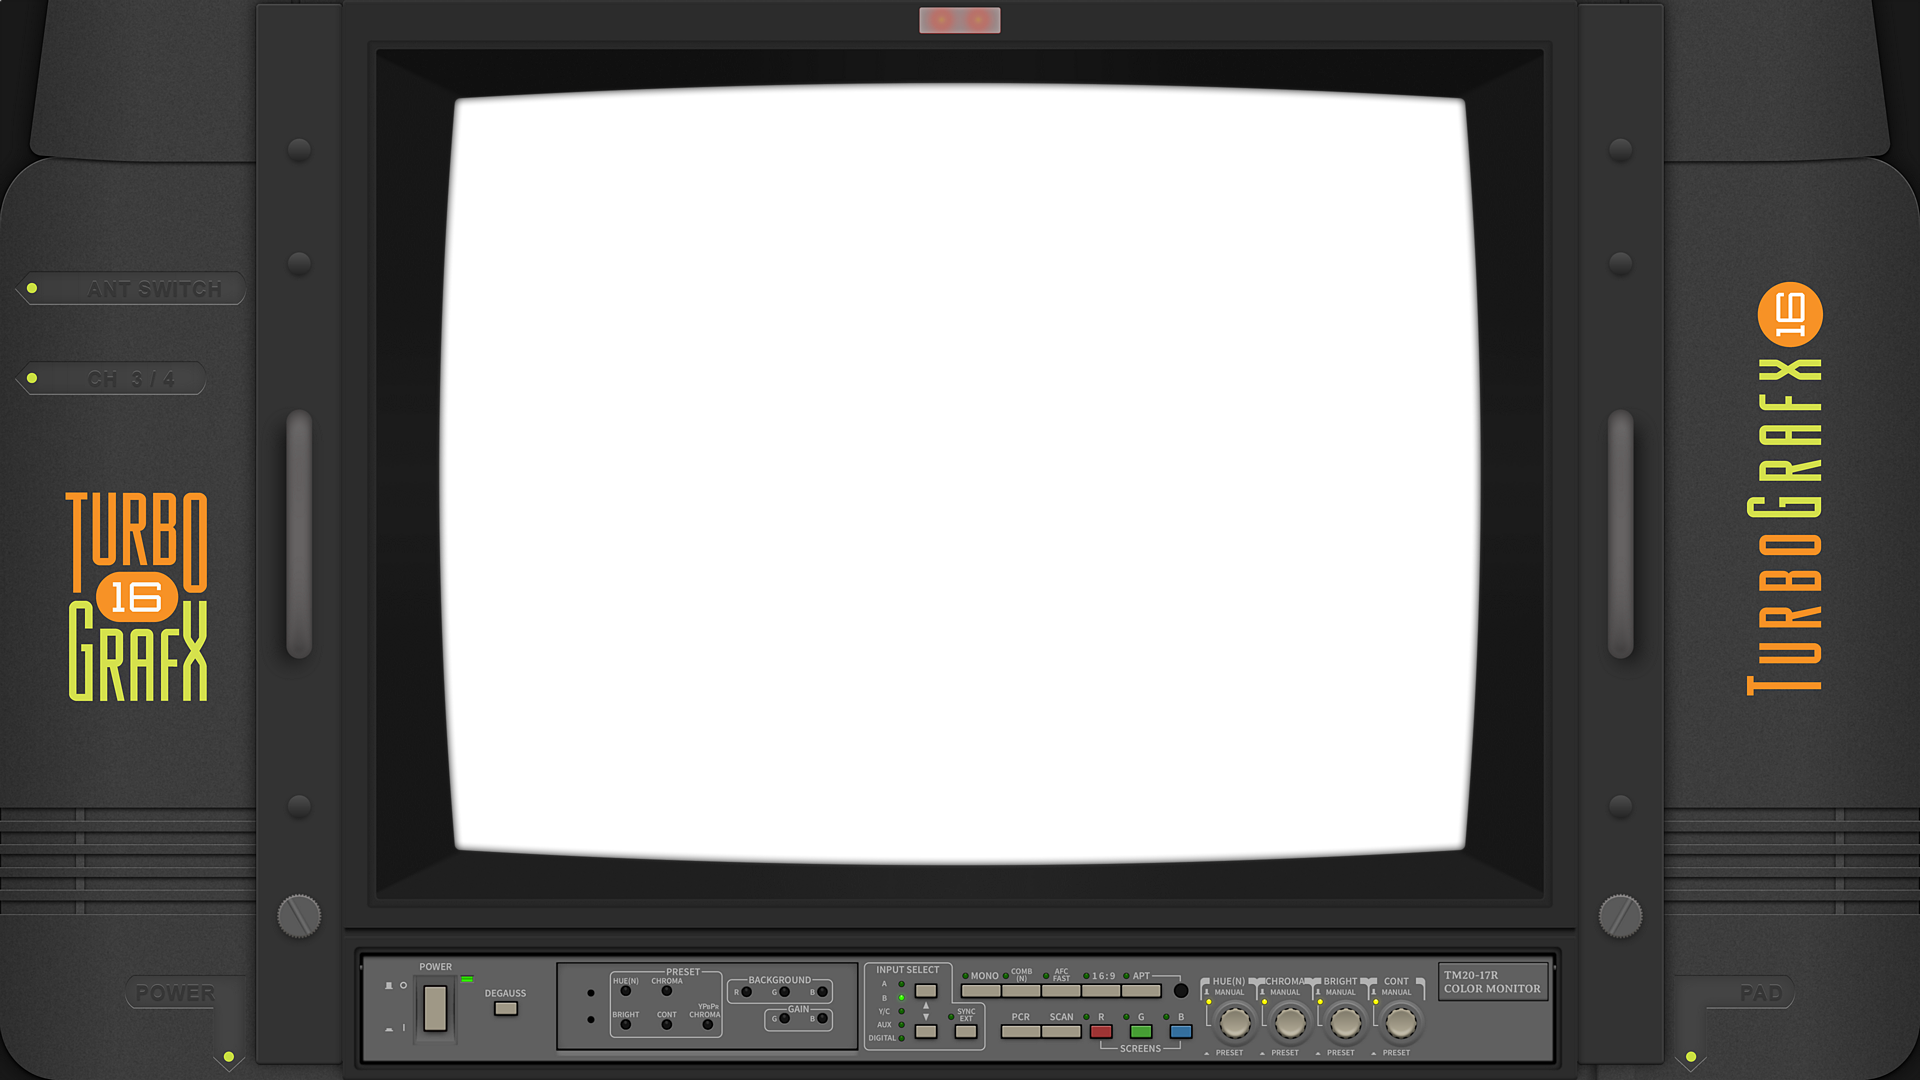 ANT SWITCH
CH 3 / 4
TURBO
16
GRAFX
POWER
TURBOGRAFX 16
PAD
POWER
DEGAUSS
PRESET
HUE(N) CHROMA
BRIGHT CONT YPBPR CHROMA
BACKGROUND
R G B
GAIN
G B
INPUT SELECT
A
B
Y/C
AUX
DIGITAL
SYNC EXT
MONO COMB (N) AFC FAST 16:9 APT
PCR SCAN R G B
SCREENS
HUE(N) CHROMA BRIGHT CONT
MANUAL MANUAL MANUAL MANUAL
PRESET PRESET PRESET PRESET
TM20-17R
COLOR MONITOR